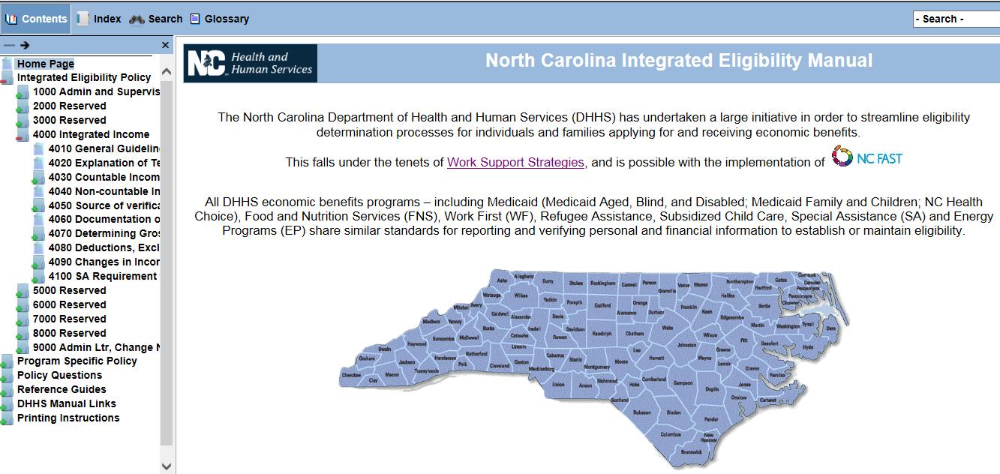 Contents Index Search Glossary - Search -
Home Page
Integrated Eligibility Policy
1000 Admin and Supervis
2000 Reserved
3000 Reserved
4000 Integrated Income
4010 General Guidelin
4020 Explanation of Te
4030 Countable Incom
4040 Non-countable In
4050 Source of verifica
4060 Documentation o
4070 Determining Gros
4080 Deductions, Excl
4090 Changes in Incor
4100 SA Requirement
5000 Reserved
6000 Reserved
7000 Reserved
8000 Reserved
9000 Admin Ltr, Change N
Program Specific Policy
Policy Questions
Reference Guides
DHHS Manual Links
Printing Instructions
NC Health and
Human Services
North Carolina Integrated Eligibility Manual
The North Carolina Department of Health and Human Services (DHHS) has undertaken a large initiative in order to streamline eligibility
determination processes for individuals and families applying for and receiving economic benefits.
This falls under the tenets of Work Support Strategies, and is possible with the implementation of NC FAST
All DHHS economic benefits programs – including Medicaid (Medicaid Aged, Blind, and Disabled; Medicaid Family and Children; NC Health
Choice), Food and Nutrition Services (FNS), Work First (WF), Refugee Assistance, Subsidized Child Care, Special Assistance (SA) and Energy
Programs (EP) share similar standards for reporting and verifying personal and financial information to establish or maintain eligibility.
Ashe Alleghany Surry Stokes Rockingham Caswell Person Granville Vance Warren Northampton Gates Currituck Camden
Hertford Pasquotank Perquimans Chowan
Watauga Wilkes Yadkin Forsyth Guilford Alamance Orange Durham Franklin Nash Halifax Bertie
Mitchell Avery Caldwell Alexander Davie Edgecombe Martin Washington Tyrrell Dare
Madison Yancey Burke Iredell Davidson Randolph Chatham Wake Wilson Pitt Beaufort Hyde
Haywood Buncombe McDowell Catawba Rowan Johnston Greene
Swain Rutherford Lincoln Cabarrus Stanly Montgomery Moore Lee Harnett Wayne Lenoir Craven Pamlico
Graham Jackson Henderson Polk Cleveland Gaston Mecklenburg
Cherokee Clay Macon Transylvania Union Anson Richmond Hoke Cumberland Sampson Duplin Jones Carteret
Scotland Onslow
Robeson Bladen Pender
Columbus New Hanover
Brunswick